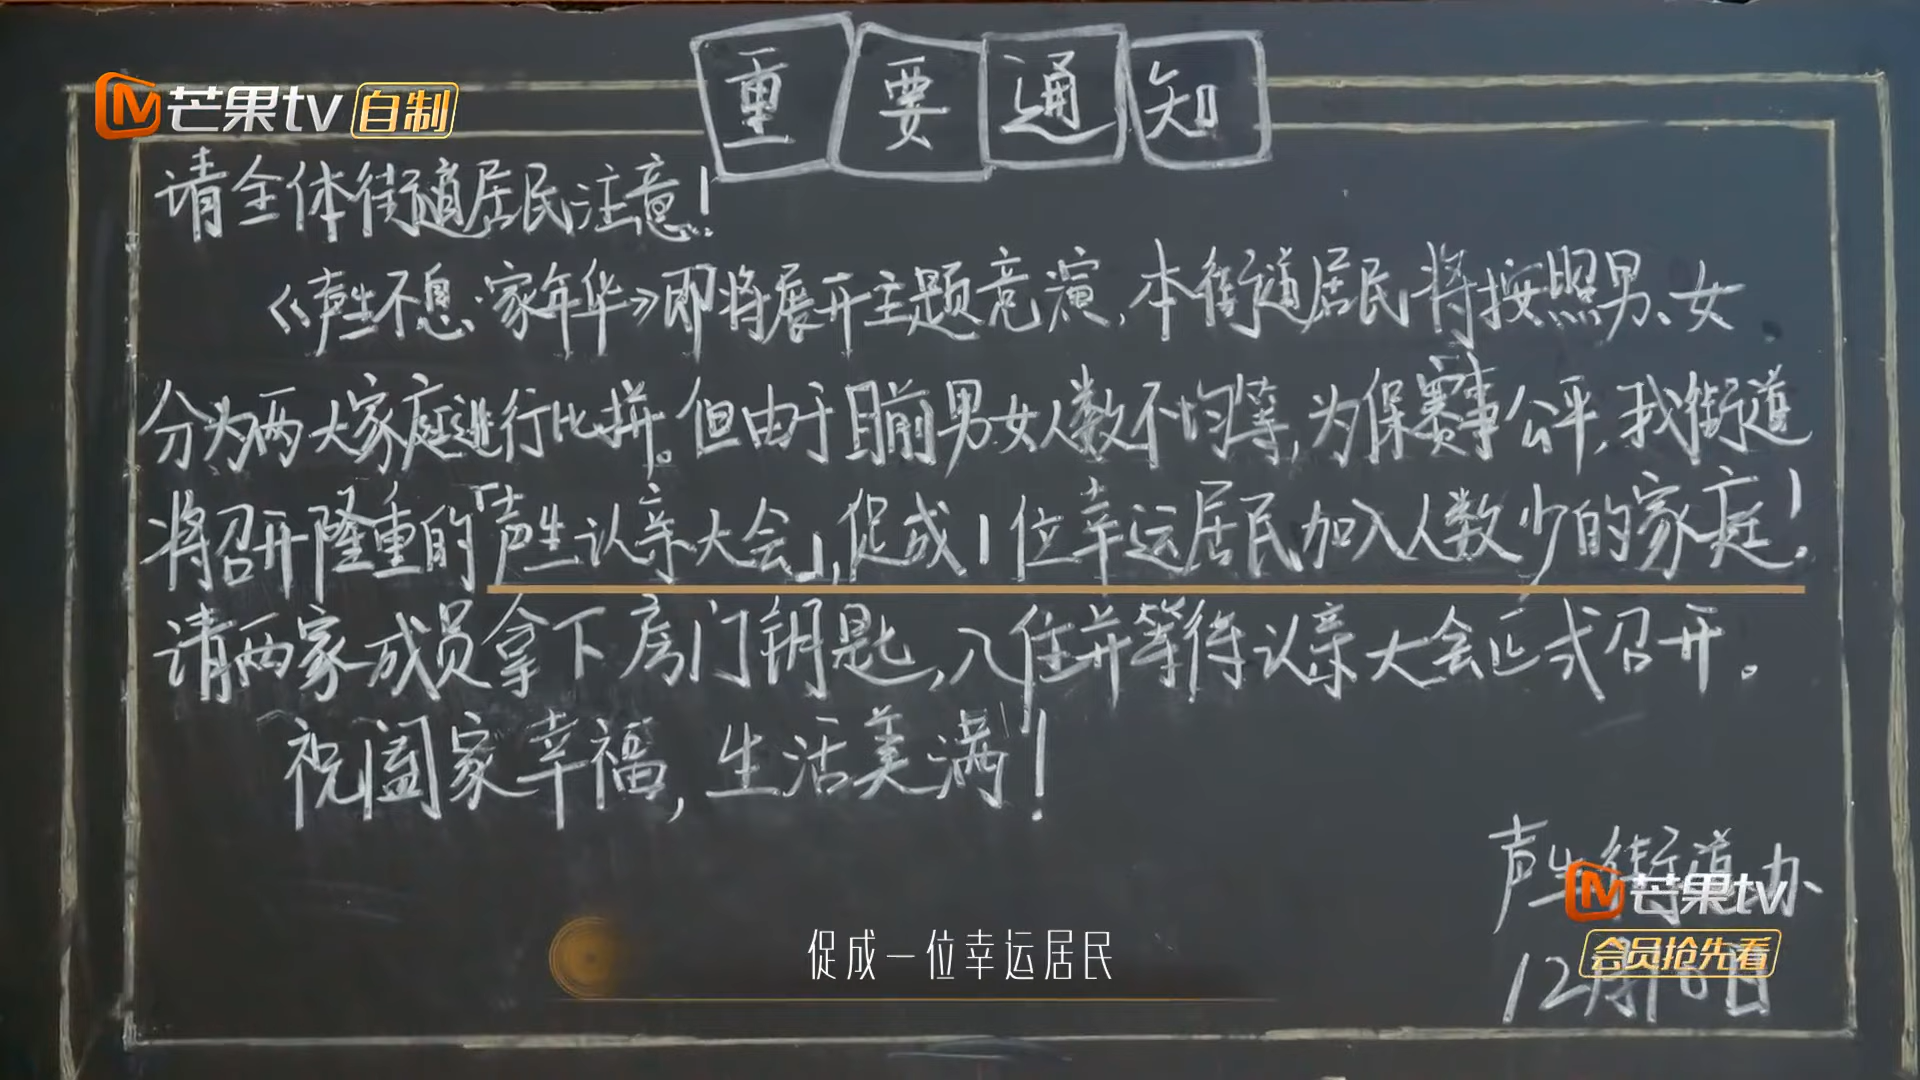 重要通知
芒果tv 自制
请全体街道居民注意!
《声生不息·家年华》即将展开主题竞演,本街道居民将按照男、女
分为两大家庭进行比拼。但由于目前男女人数不均等,为保赛事公平,我街道
将召开隆重的「声生认亲大会」,促成1位幸运居民加入人数少的家庭!
请两家成员拿下房门钥匙,入住并等待认亲大会正式召开。
祝阖家幸福,生活美满!
声生街道办
芒果tv
会员抢先看
12月10日
促成一位幸运居民